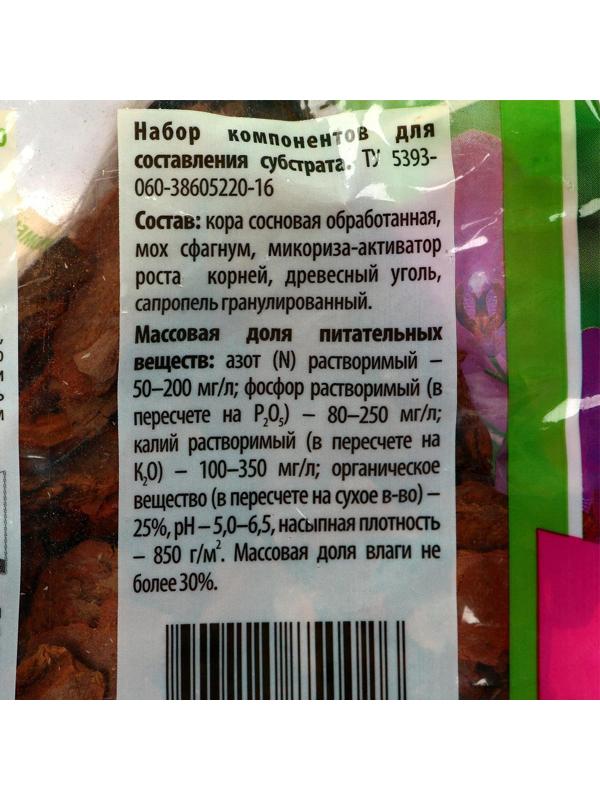 Набор компонентов для
составления субстрата. ТУ 5393-
060-38605220-16
Состав: кора сосновая обработанная,
мох сфагнум, микориза-активатор
роста корней, древесный уголь,
сапропель гранулированный.
Массовая доля питательных
веществ: азот (N) растворимый –
50–200 мг/л; фосфор растворимый (в
пересчете на P₂O₅) – 80–250 мг/л;
калий растворимый (в пересчете на
K₂O) – 100–350 мг/л; органическое
вещество (в пересчете на сухое в-во) –
25%, pH – 5,0–6,5, насыпная плотность
– 850 г/м². Массовая доля влаги не
более 30%.